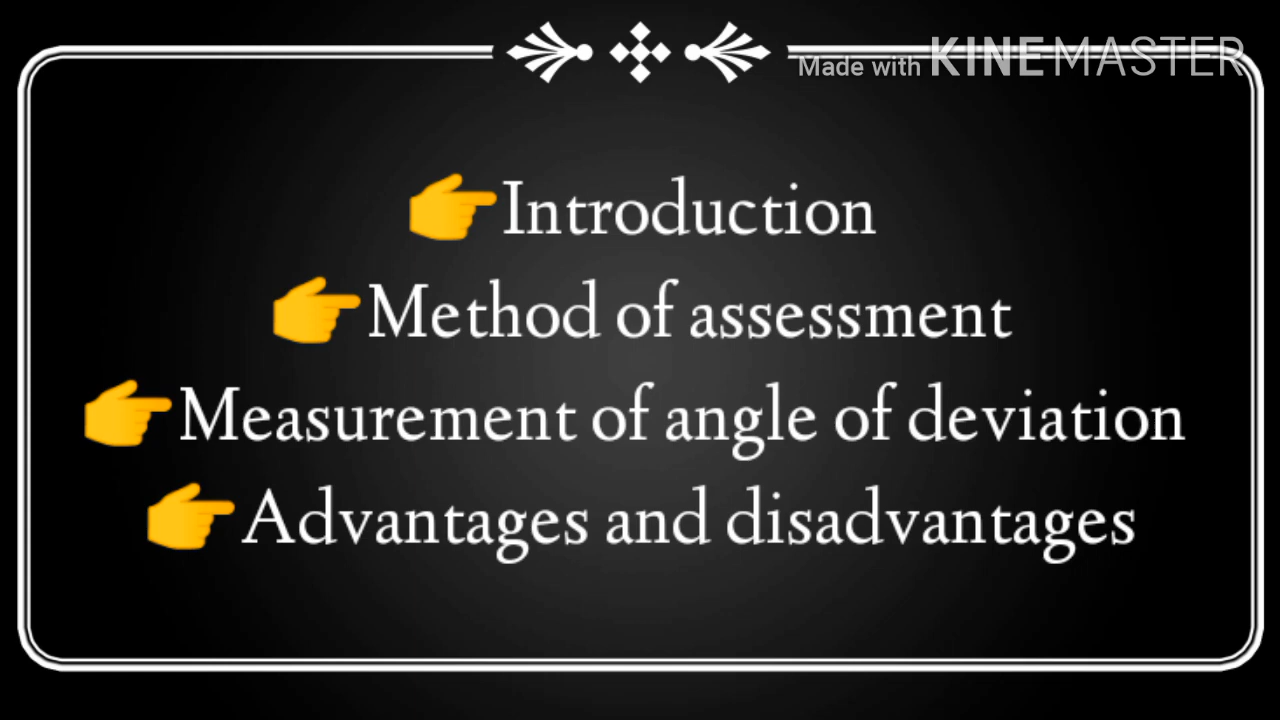 Made with KINEMASTER
👉Introduction
👉Method of assessment
👉Measurement of angle of deviation
👉Advantages and disadvantages